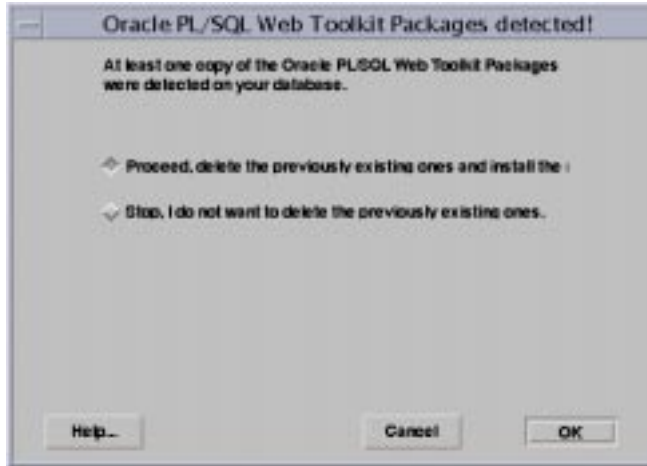 Oracle PL/SQL Web Toolkit Packages detected!
At least one copy of the Oracle PL/SQL Web Toolkit Packages
were detected on your database.
Proceed, delete the previously existing ones and install the
Stop, I do not want to delete the previously existing ones.
Help...
Cancel
OK